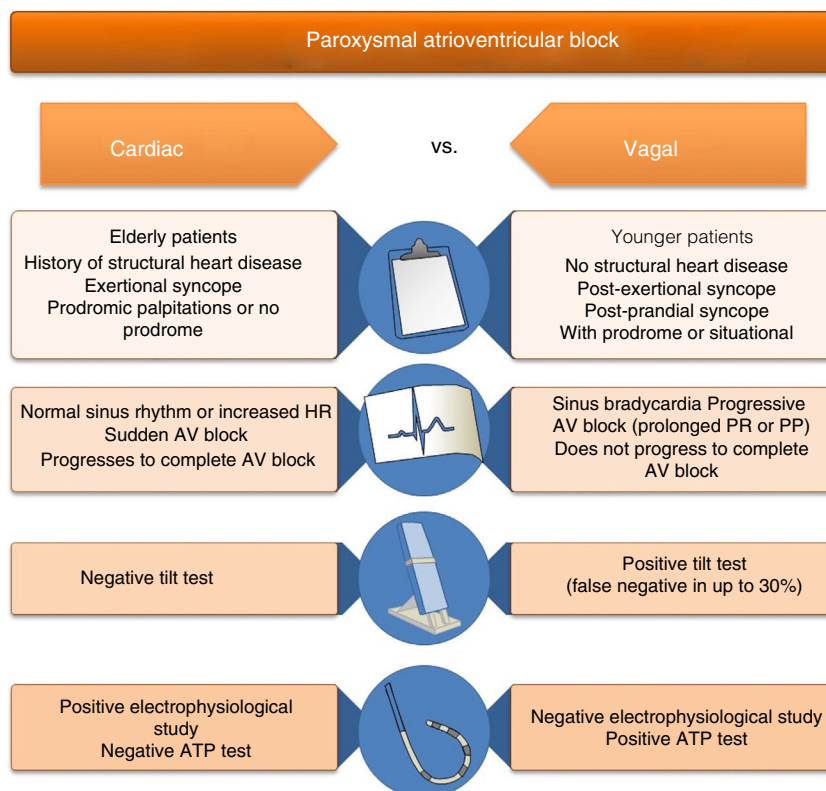 Paroxysmal atrioventricular block
Cardiac
vs.
Vagal
Elderly patients
History of structural heart disease
Exertional syncope
Prodromic palpitations or no
prodrome
Younger patients
No structural heart disease
Post-exertional syncope
Post-prandial syncope
With prodrome or situational
Normal sinus rhythm or increased HR
Sudden AV block
Progresses to complete AV block
Sinus bradycardia Progressive
AV block (prolonged PR or PP)
Does not progress to complete
AV block
Negative tilt test
Positive tilt test
(false negative in up to 30%)
Positive electrophysiological
study
Negative ATP test
Negative electrophysiological study
Positive ATP test